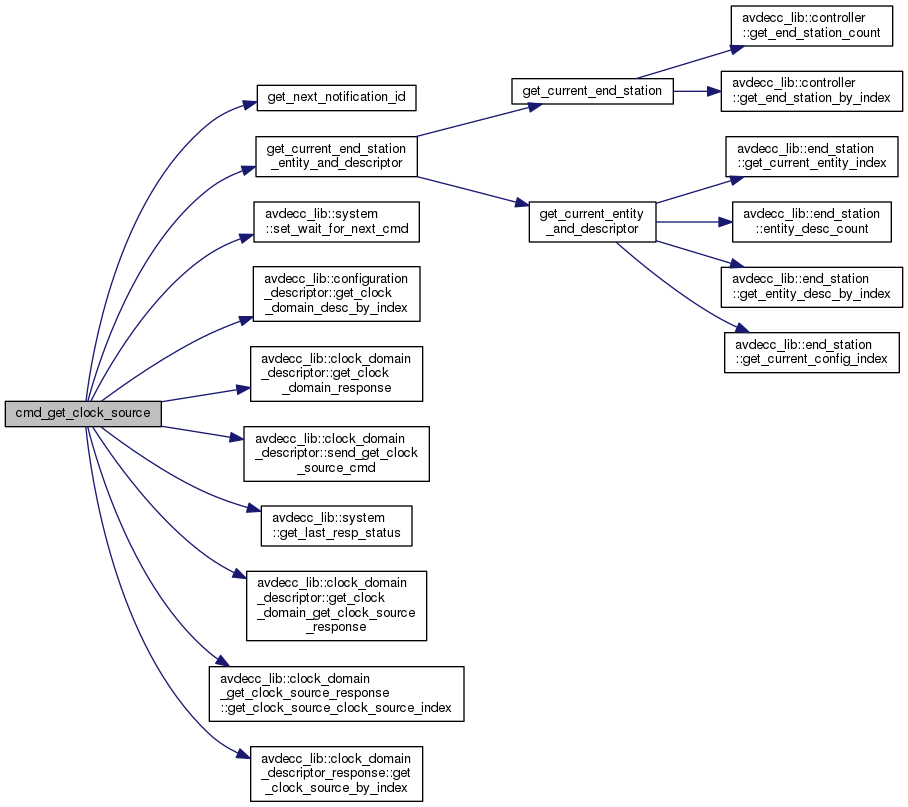 cmd_get_clock_source
get_next_notification_id
get_current_end_station
_entity_and_descriptor
avdecc_lib::system
::set_wait_for_next_cmd
avdecc_lib::configuration
_descriptor::get_clock
_domain_desc_by_index
avdecc_lib::clock_domain
_descriptor::get_clock
_domain_response
avdecc_lib::clock_domain
_descriptor::send_get_clock
_source_cmd
avdecc_lib::system
::get_last_resp_status
avdecc_lib::clock_domain
_descriptor::get_clock
_domain_get_clock_source
_response
avdecc_lib::clock_domain
_get_clock_source_response
::get_clock_source_clock_source_index
avdecc_lib::clock_domain
_descriptor_response::get
_clock_source_by_index
get_current_end_station
get_current_entity
_and_descriptor
avdecc_lib::controller
::get_end_station_count
avdecc_lib::controller
::get_end_station_by_index
avdecc_lib::end_station
::get_current_entity_index
avdecc_lib::end_station
::entity_desc_count
avdecc_lib::end_station
::get_entity_desc_by_index
avdecc_lib::end_station
::get_current_config_index